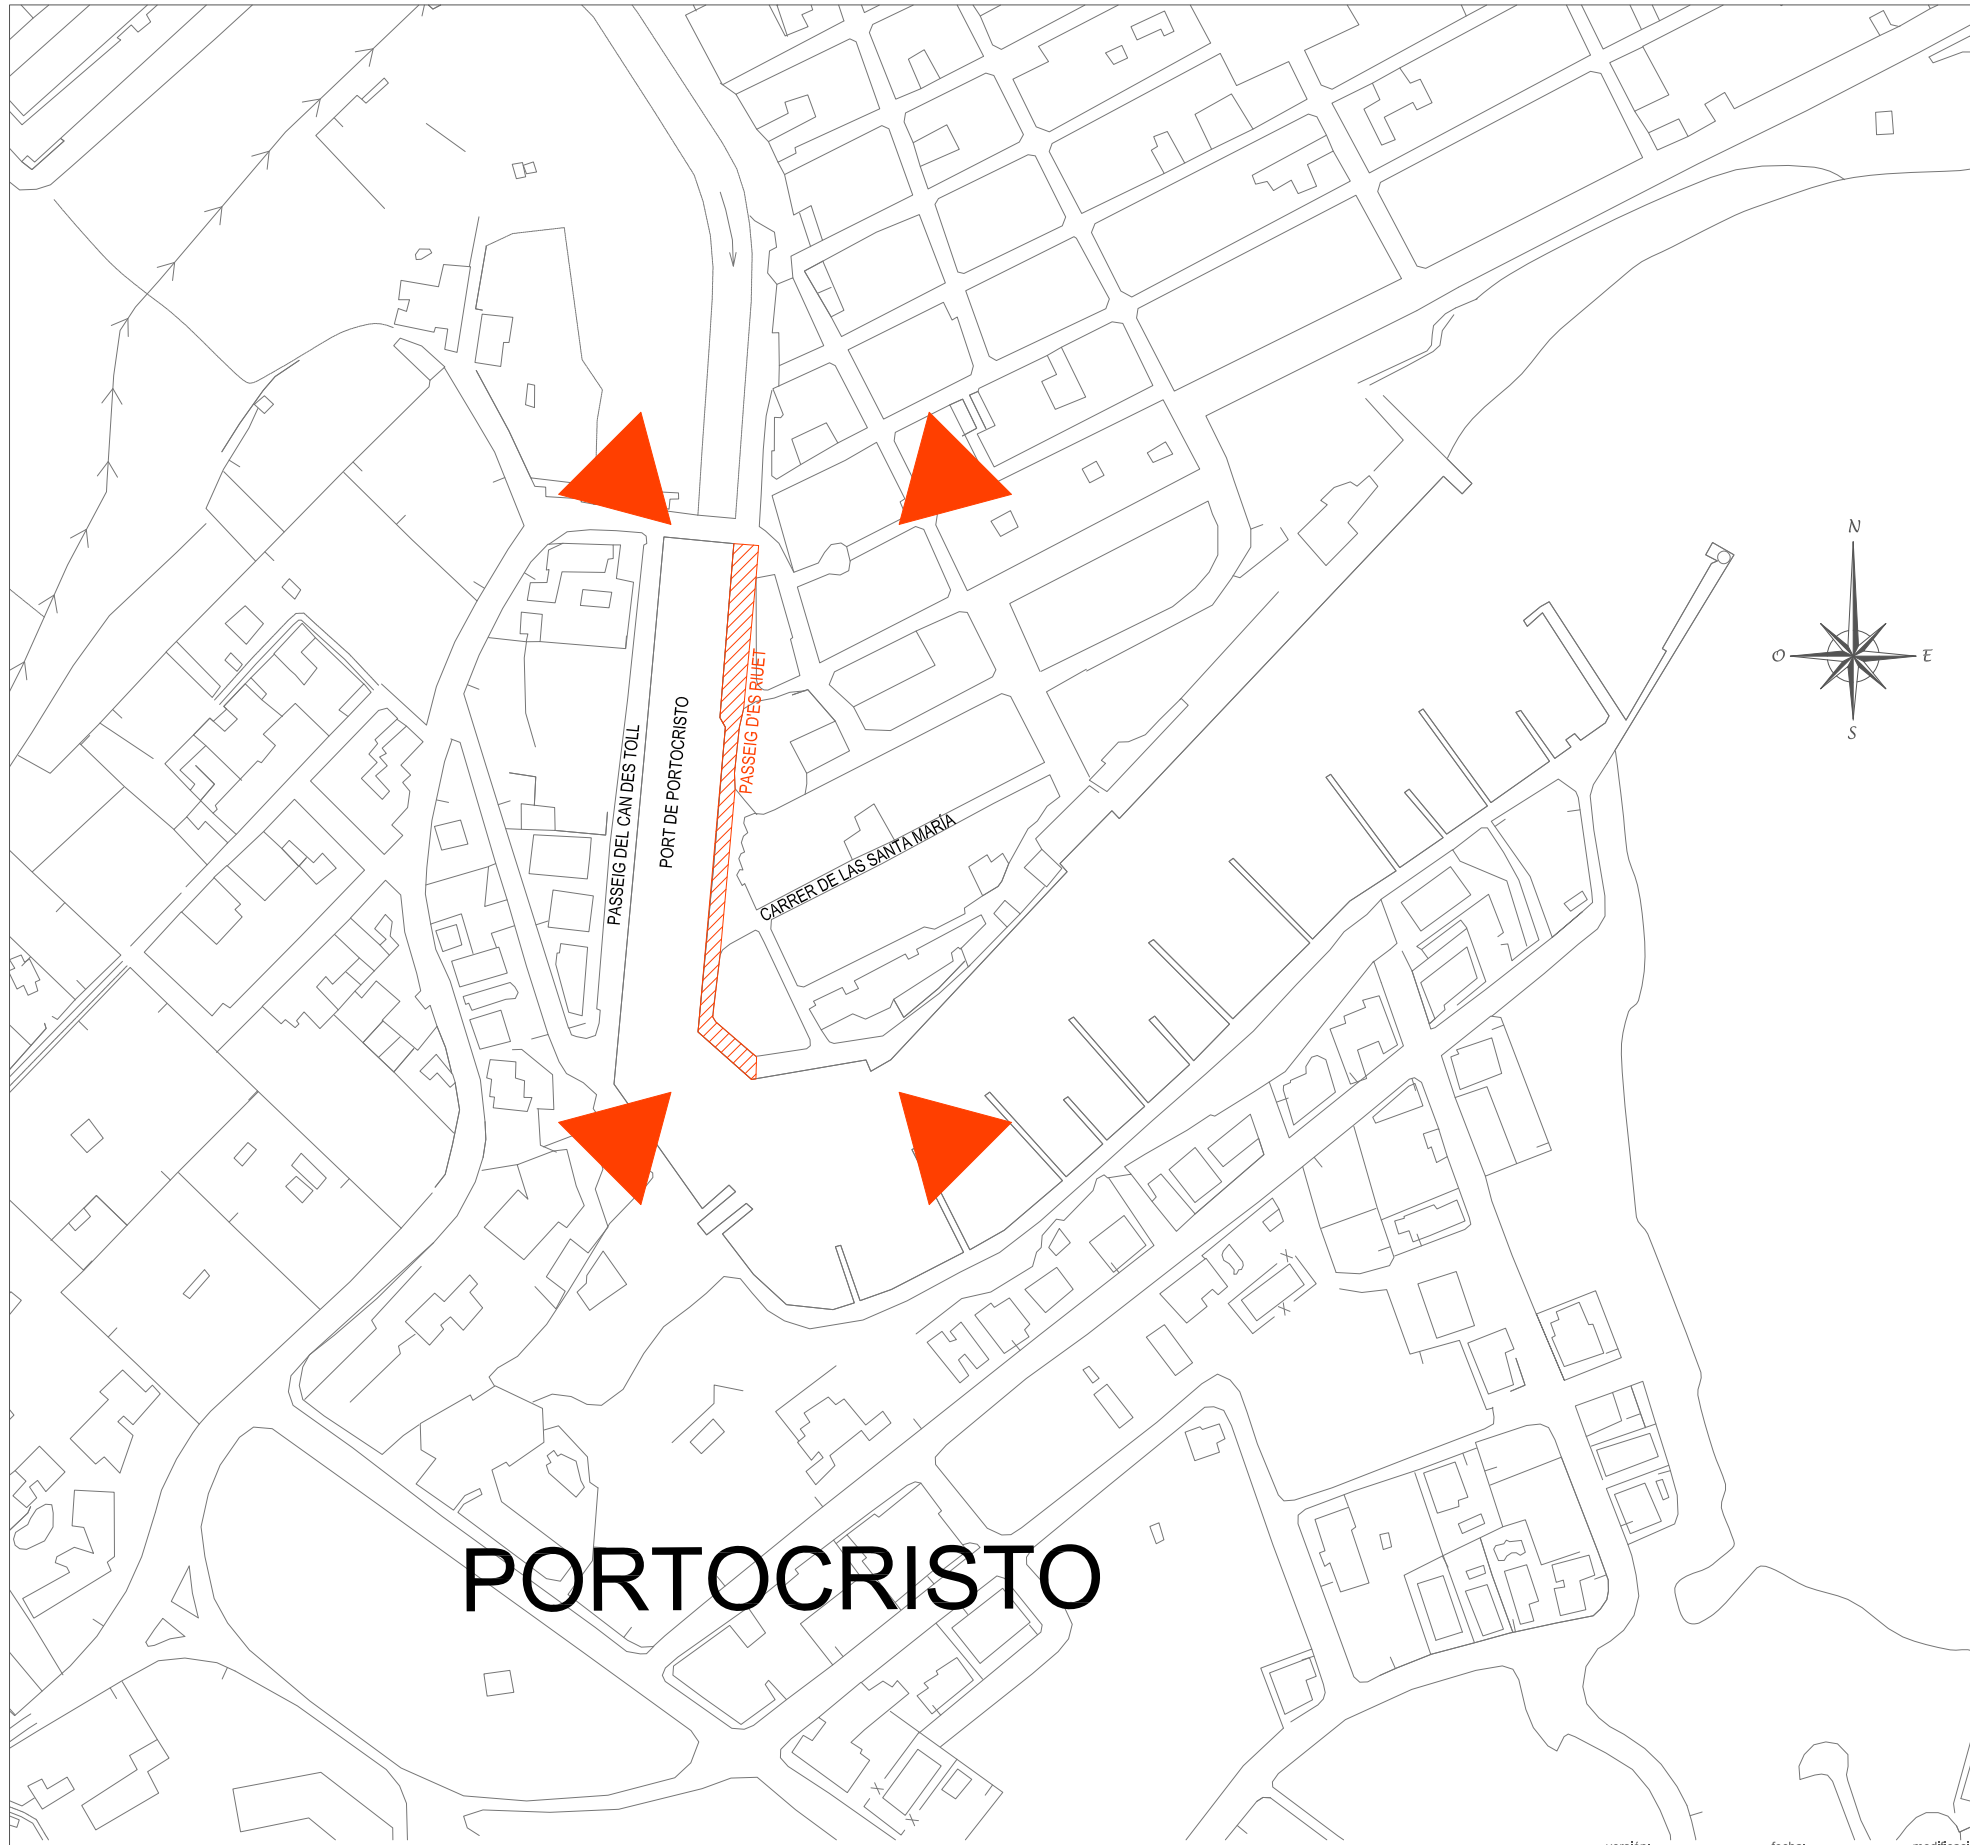 N
O
E
S
PASSEIG D'ES RIUET
PORT DE PORTOCRISTO
PASSEIG DEL CAN DES TOLL
CARRER DE LAS SANTA MARÍA
PORTOCRISTO